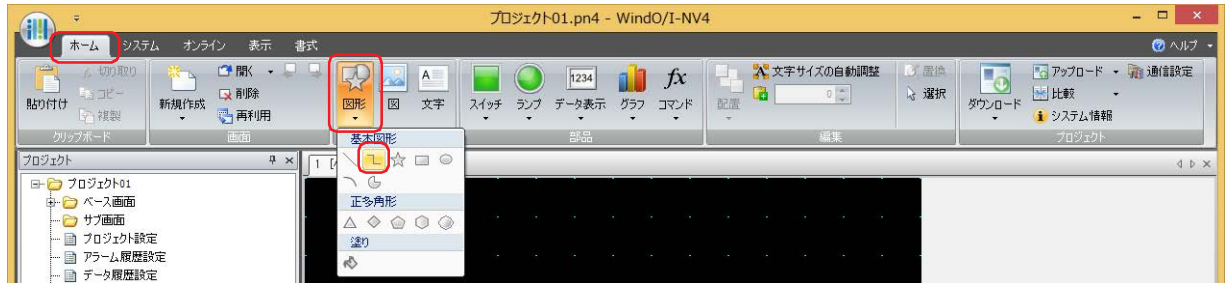 プロジェクト01.pn4 - WindO/I-NV4
ホーム システム オンライン 表示 書式 ヘルプ
貼り付け 切り取り コピー 複製
クリップボード
新規作成 開く 削除 再利用
画面
図形 図 文字
スイッチ ランプ 1234 データ表示 グラフ fx コマンド
部品
配置 文字サイズの自動調整 0 置換 選択
編集
ダウンロード アップロード 比較 システム情報 通信設定
プロジェクト
基本図形
正多角形
塗り
プロジェクト
プロジェクト01
ベース画面
サブ画面
プロジェクト設定
アラーム履歴設定
データ履歴設定
1